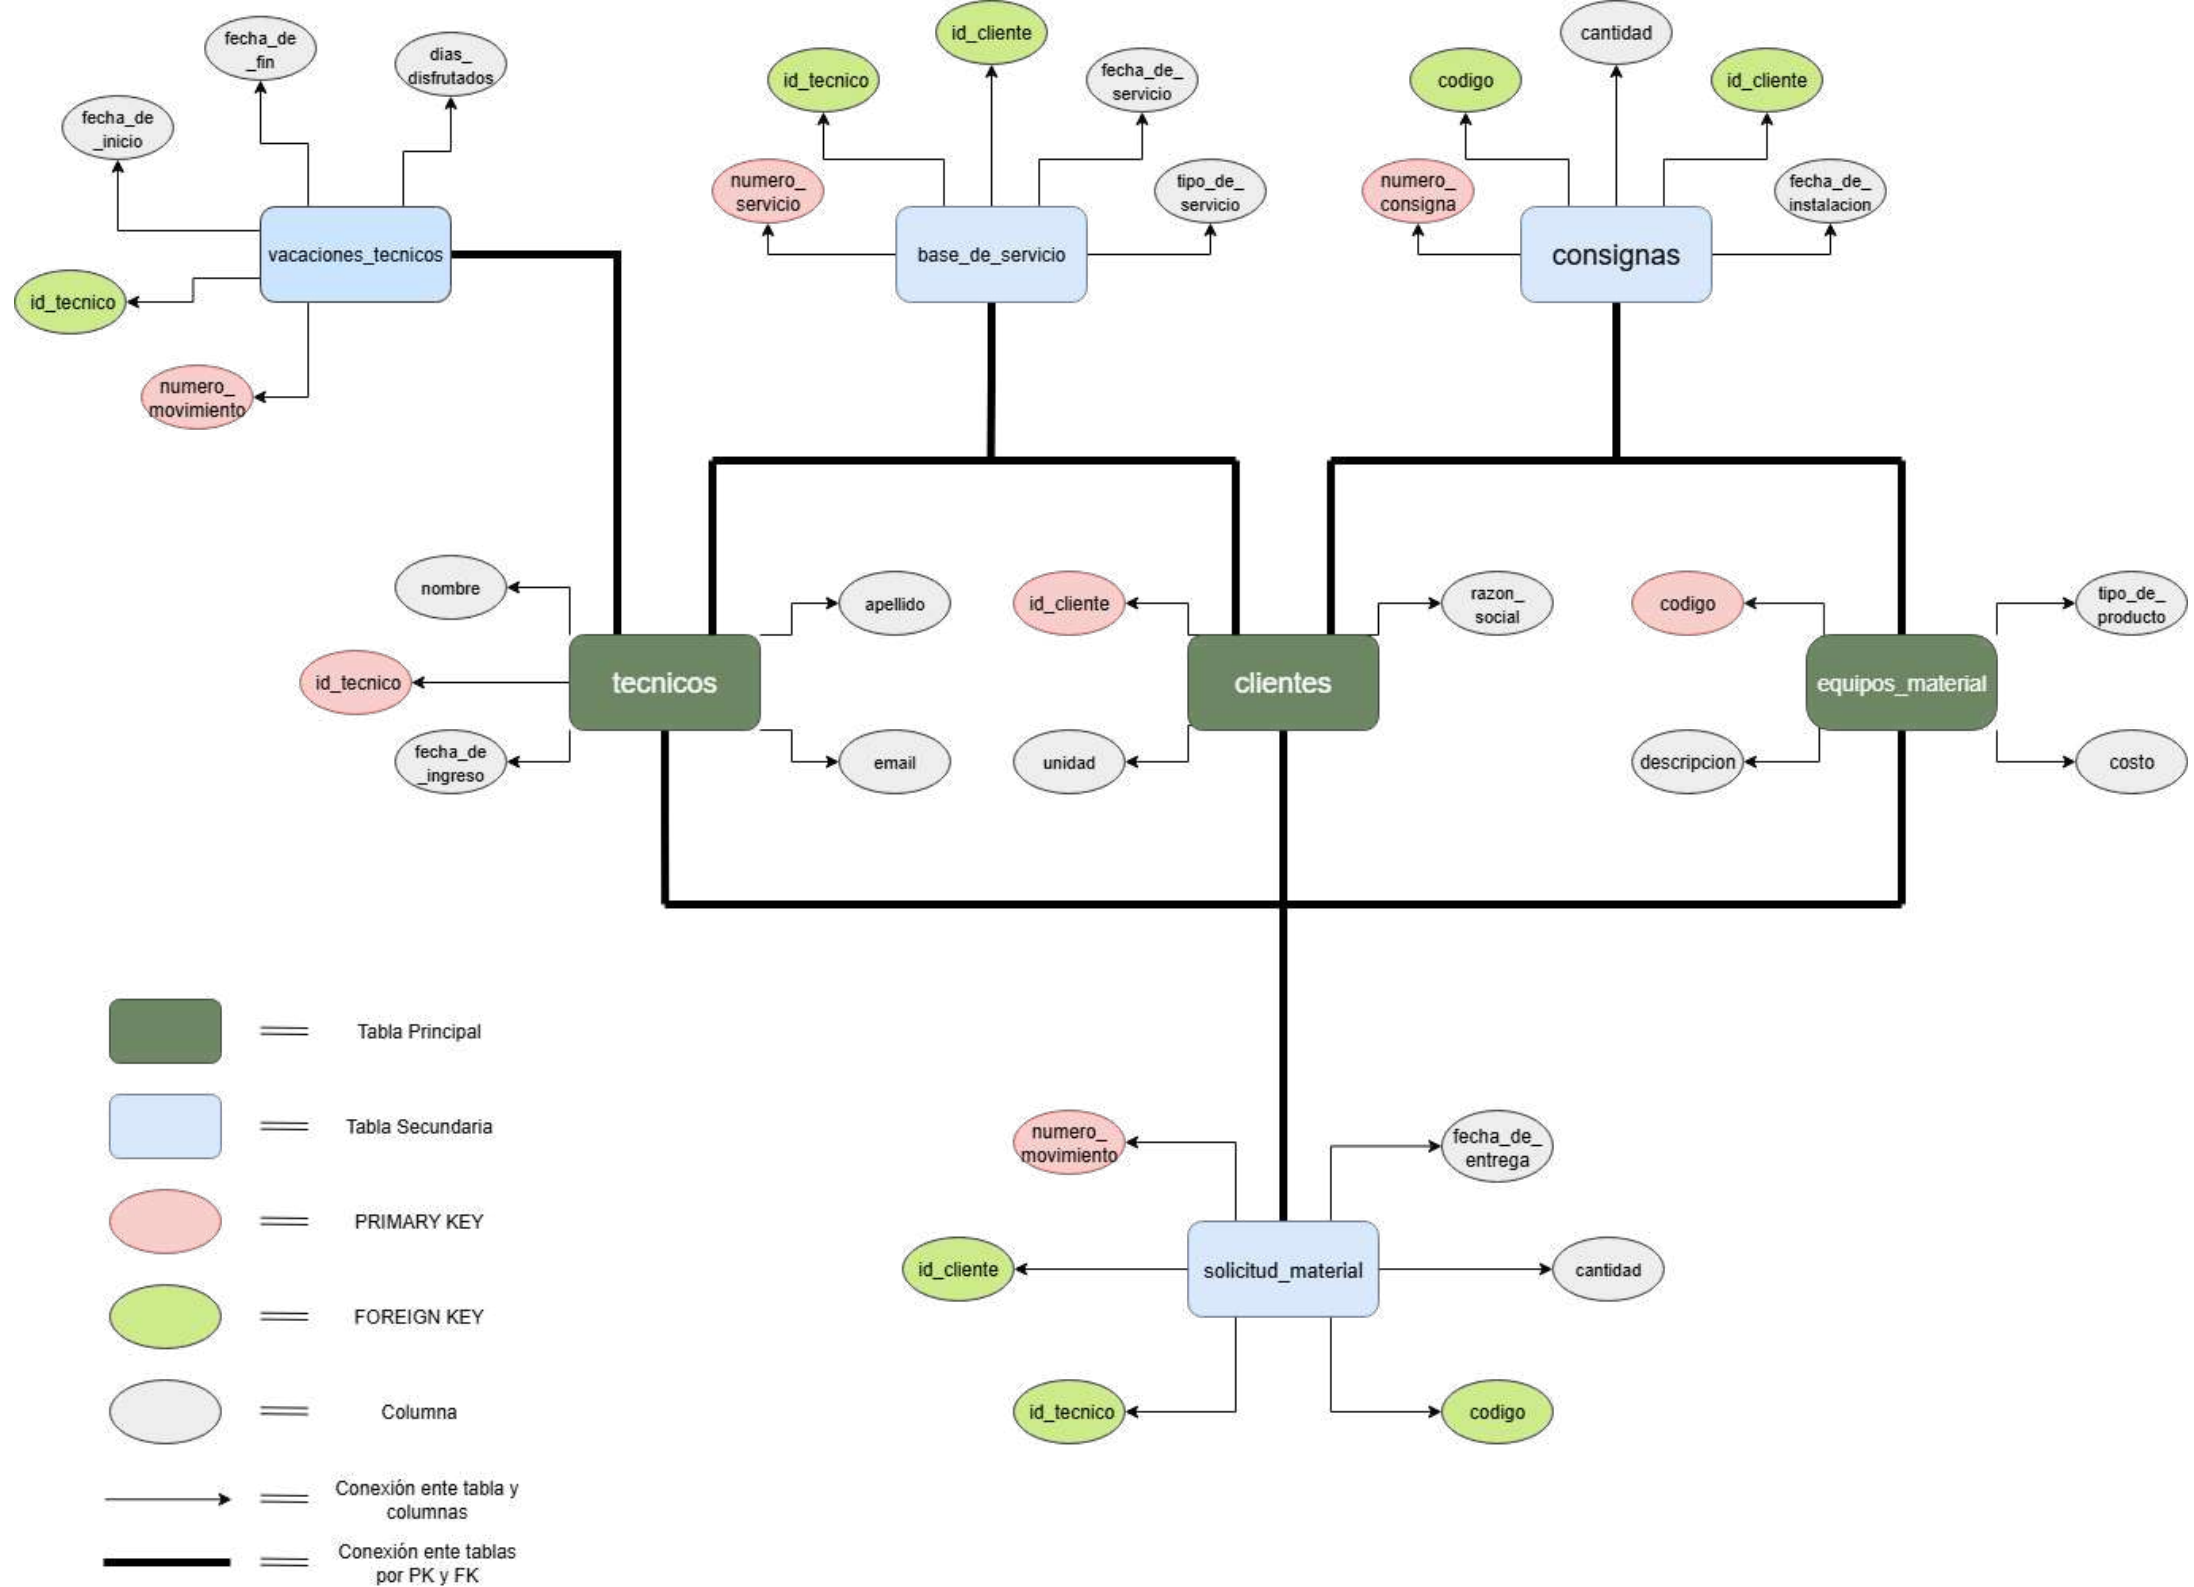 fecha_de
_fin
dias_
disfrutados
fecha_de
_inicio
vacaciones_tecnicos
id_tecnico
numero_
movimiento
id_cliente
id_tecnico
fecha_de_
servicio
numero_
servicio
tipo_de_
servicio
base_de_servicio
cantidad
codigo
id_cliente
numero_
consigna
fecha_de_
instalacion
consignas
nombre
apellido
id_tecnico
tecnicos
fecha_de
_ingreso
email
id_cliente
razon_
social
clientes
unidad
codigo
tipo_de_
producto
equipos_material
descripcion
costo
numero_
movimiento
fecha_de_
entrega
id_cliente
solicitud_material
cantidad
id_tecnico
codigo
Tabla Principal
Tabla Secundaria
PRIMARY KEY
FOREIGN KEY
Columna
Conexión ente tabla y
columnas
Conexión ente tablas
por PK y FK